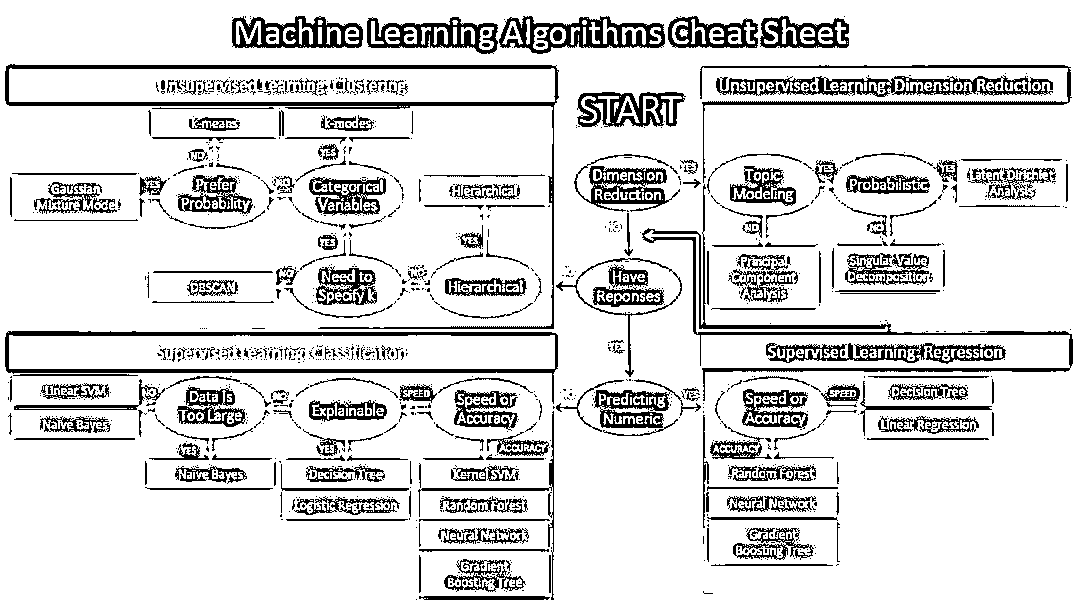 Machine Learning Algorithms Cheat Sheet
Unsupervised Learning: Clustering
k-means
k-modes
NO
YES
Gaussian
Mixture Model
YES
Prefer
Probability
NO
Categorical
Variables
Hierarchical
YES
YES
DBSCAN
NO
Need to
Specify k
NO
Hierarchical
START
Dimension
Reduction
YES
NO
Have
Reponses
YES
Predicting
Numeric
YES
Unsupervised Learning: Dimension Reduction
Topic
Modeling
YES
Probabilistic
YES
Latent Dirichlet
Analysis
NO
NO
Principal
Component
Analysis
Singular Value
Decomposition
Supervised Learning: Classification
Linear SVM
Naïve Bayes
NO
Data Is
Too Large
NO
Explainable
SPEED
Speed or
Accuracy
YES
YES
ACCURACY
Naïve Bayes
Decision Tree
Logistic Regression
Kernel SVM
Random Forest
Neural Network
Gradient
Boosting Tree
Supervised Learning: Regression
Speed or
Accuracy
SPEED
Decision Tree
Linear Regression
ACCURACY
Random Forest
Neural Network
Gradient
Boosting Tree